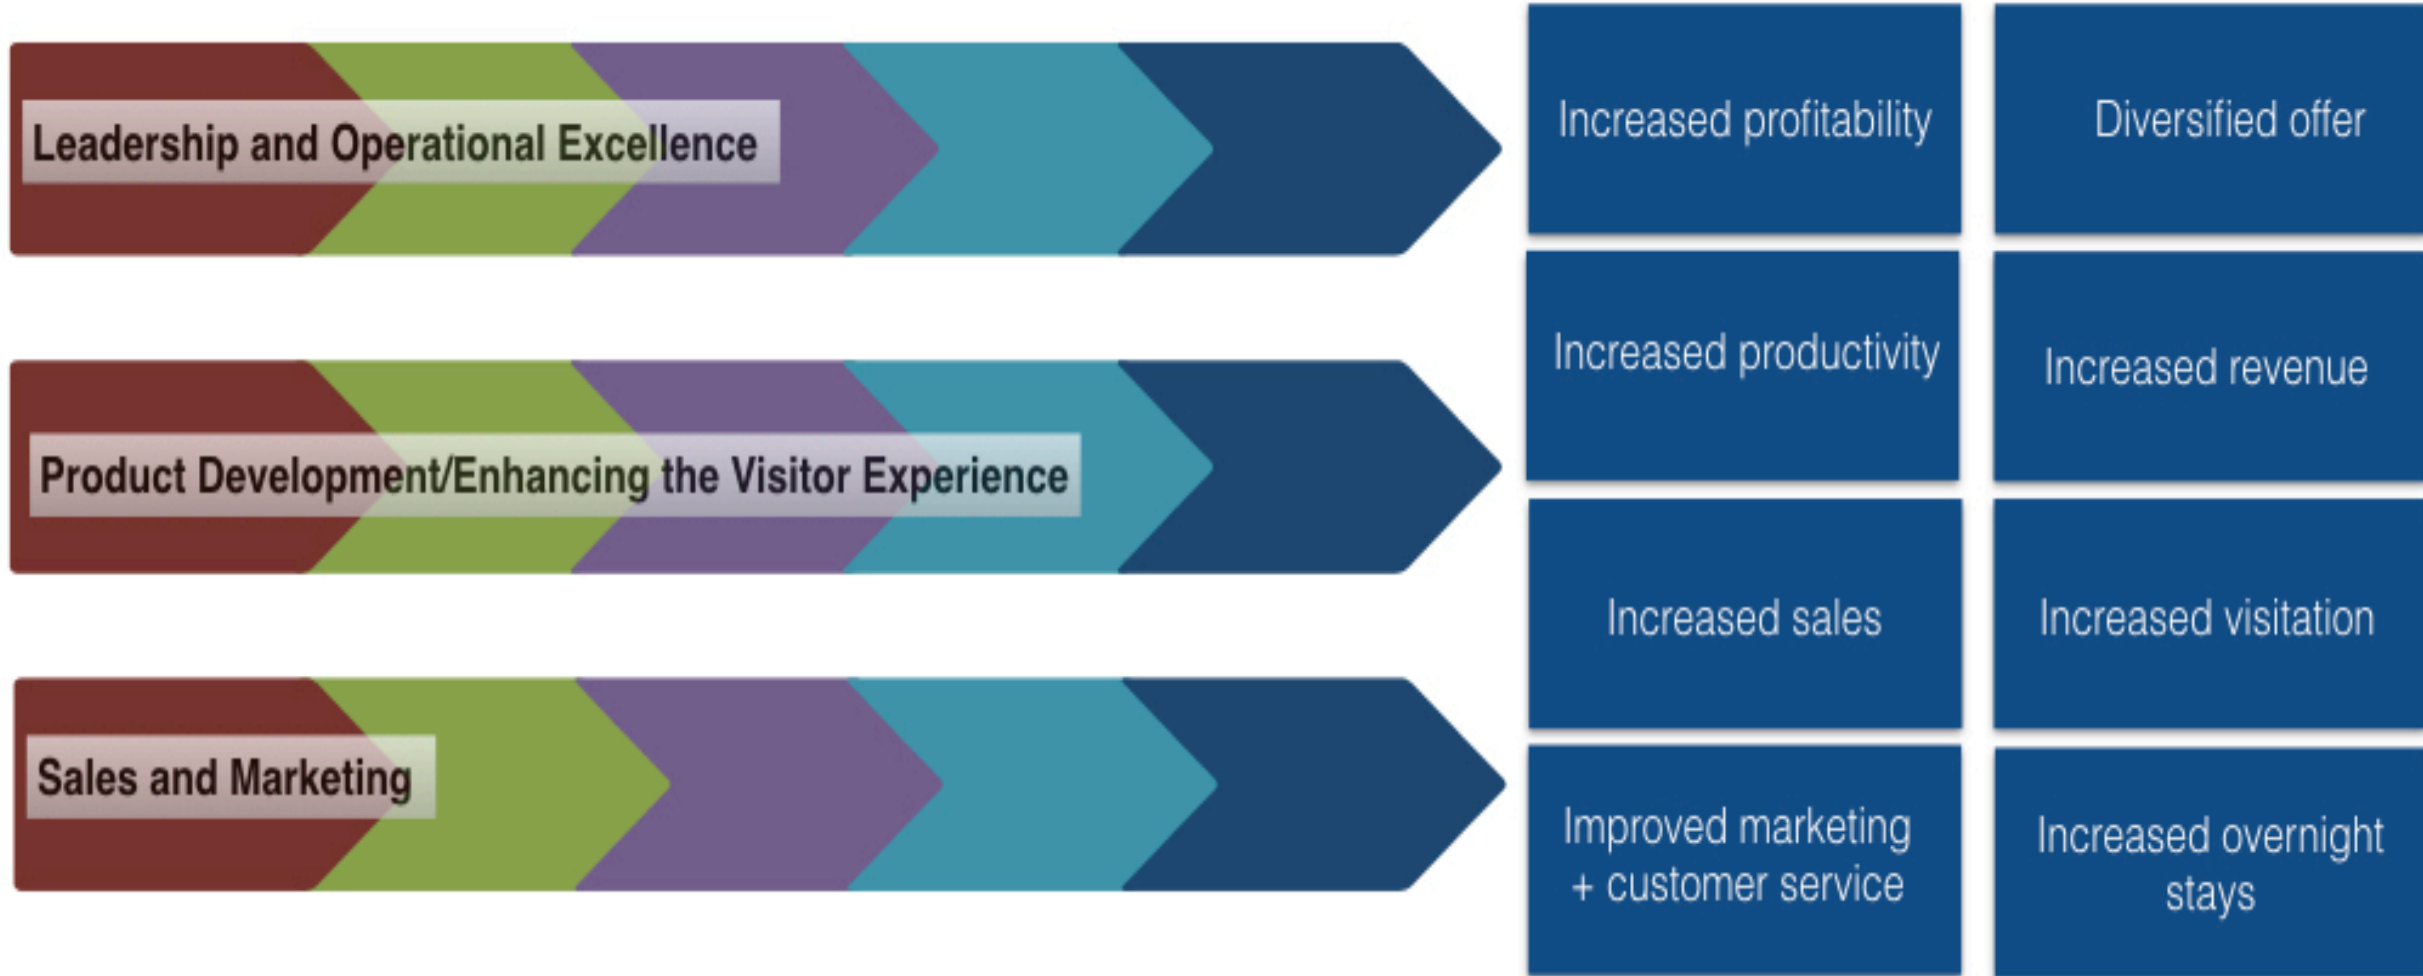 Leadership and Operational Excellence
Product Development/Enhancing the Visitor Experience
Sales and Marketing
Increased profitability
Diversified offer
Increased productivity
Increased revenue
Increased sales
Increased visitation
Improved marketing
+ customer service
Increased overnight
stays